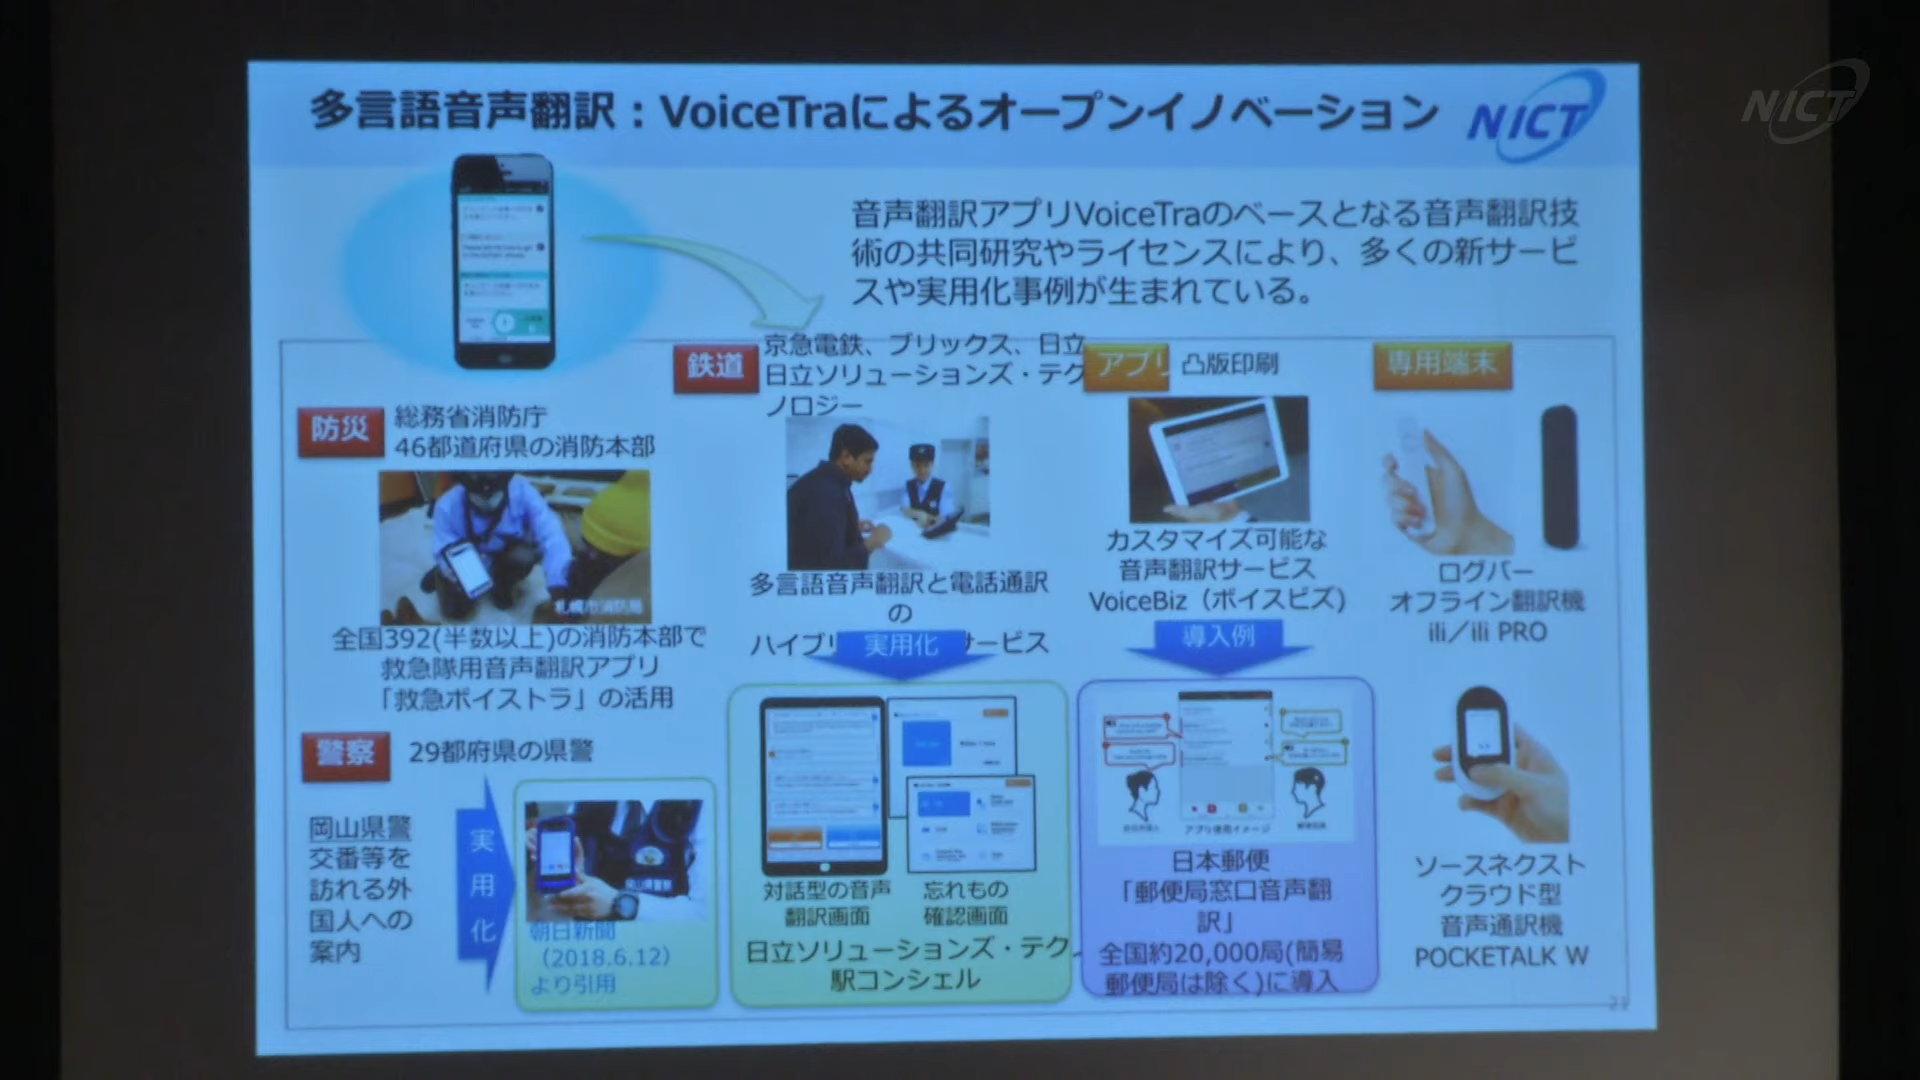 多言語音声翻訳：VoiceTraによるオープンイノベーション
NICT
NICT
音声翻訳アプリVoiceTraのベースとなる音声翻訳技
術の共同研究やライセンスにより、多くの新サービ
スや実用化事例が生まれている。
防災
総務省消防庁
46都道府県の消防本部
札幌市消防局
全国392(半数以上)の消防本部で
救急隊用音声翻訳アプリ
「救急ボイストラ」の活用
警察
29都府県の県警
岡山県警
交番等を
訪れる外
国人への
案内
実用化
朝日新聞
（2018.6.12）
より引用
鉄道
京急電鉄、ブリックス、日立
日立ソリューションズ・テク
ノロジー
多言語音声翻訳と電話通訳
の
ハイブリ
サービス
実用化
対話型の音声
翻訳画面
忘れもの
確認画面
日立ソリューションズ・テク
駅コンシェル
アプリ
凸版印刷
カスタマイズ可能な
音声翻訳サービス
VoiceBiz（ボイスビズ）
導入例
アプリ使用イメージ
日本郵便
「郵便局窓口音声翻
訳」
全国約20,000局(簡易
郵便局は除く)に導入
専用端末
ログバー
オフライン翻訳機
ili／ili PRO
ソースネクスト
クラウド型
音声通訳機
POCKETALK W
21